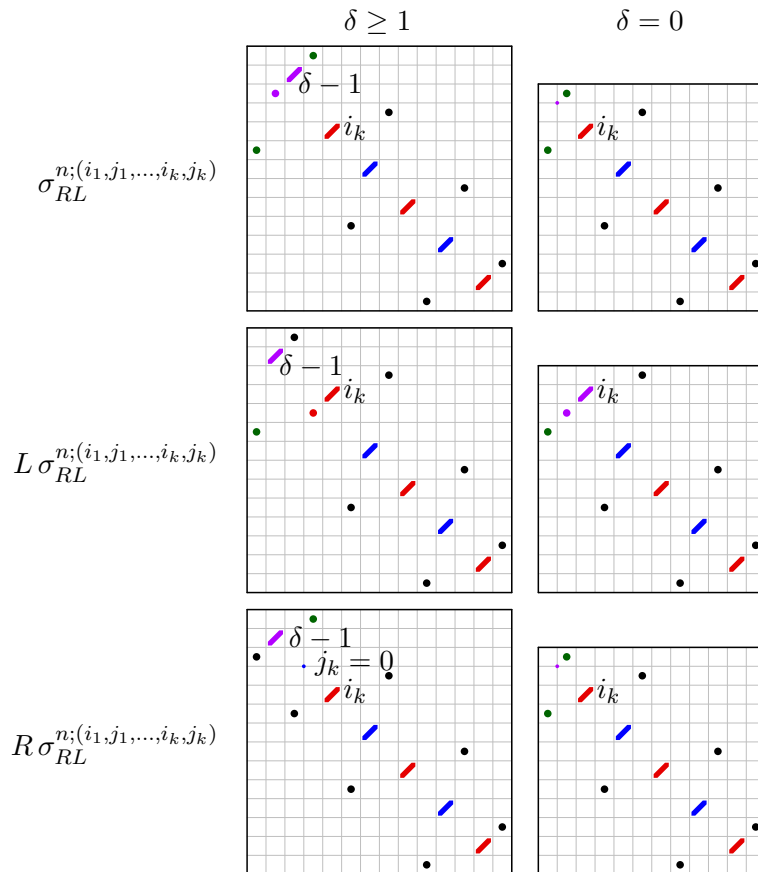 δ ≥ 1 δ = 0
δ − 1
i_k i_k
σ_{RL}^{n;(i_1,j_1,...,i_k,j_k)}
δ − 1
i_k i_k
L σ_{RL}^{n;(i_1,j_1,...,i_k,j_k)}
δ − 1
j_k = 0
i_k i_k
R σ_{RL}^{n;(i_1,j_1,...,i_k,j_k)}